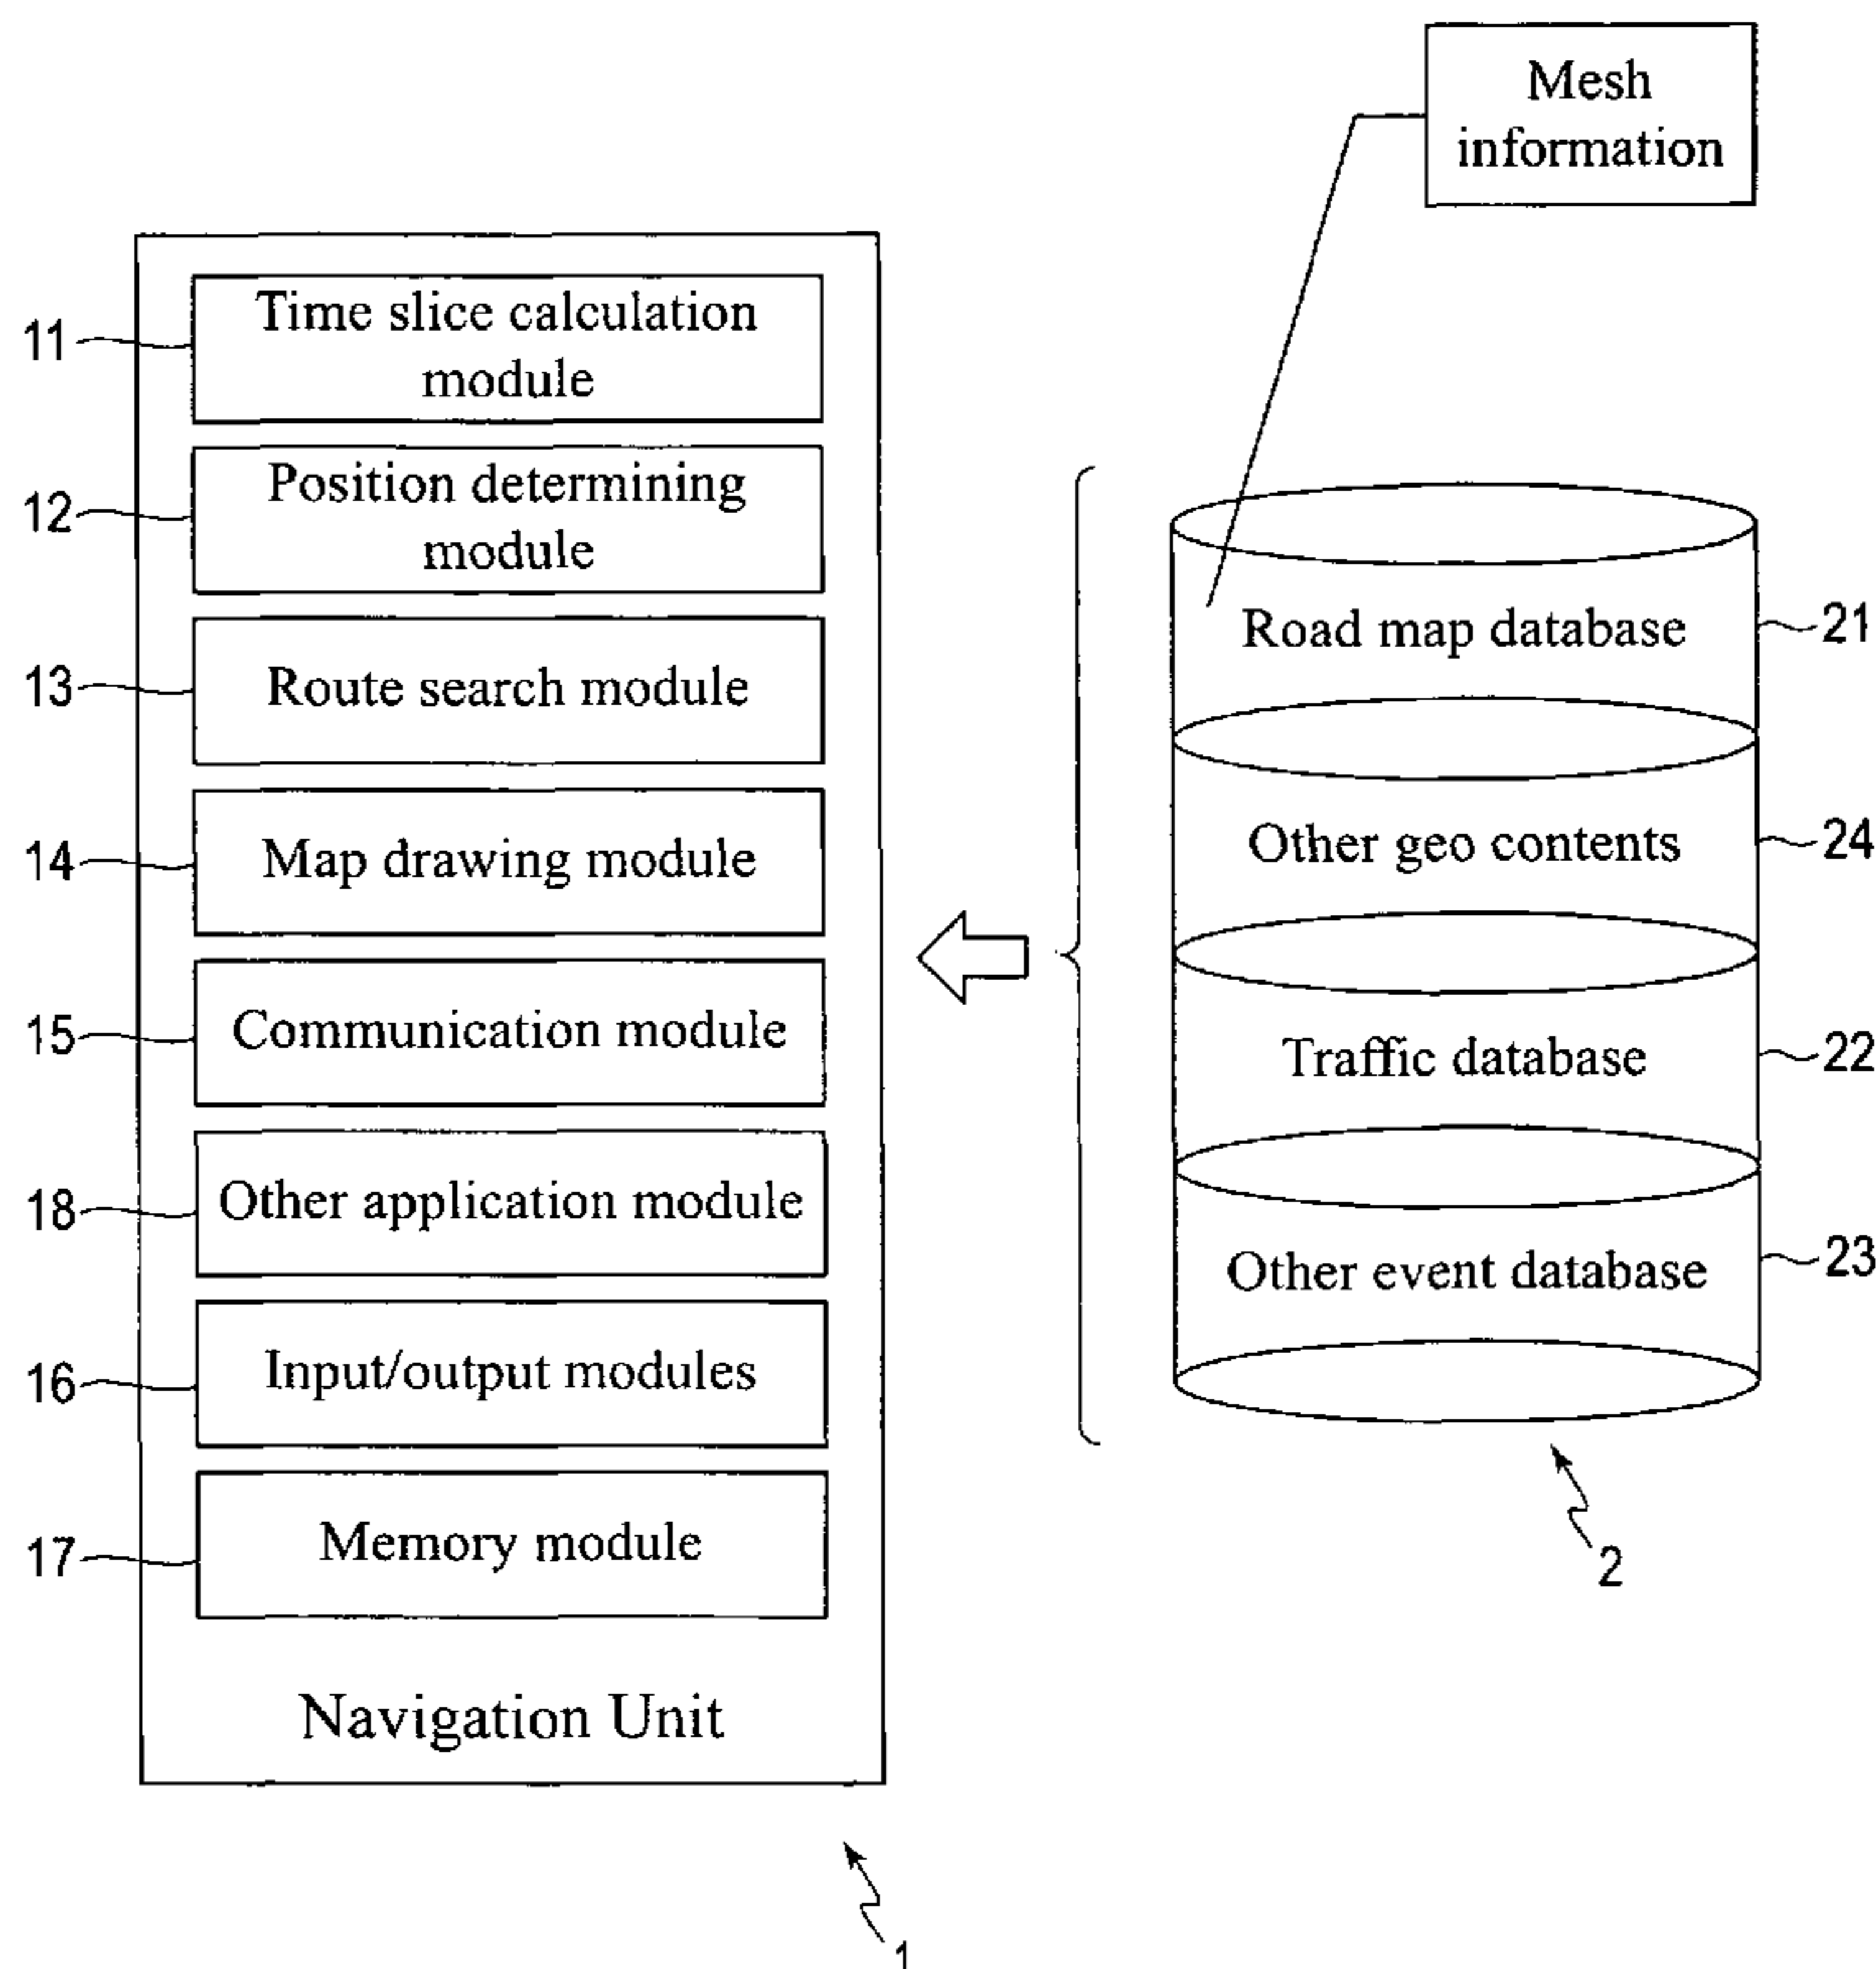 Mesh
information
11
Time slice calculation
module
12
Position determining
module
13
Route search module
14
Map drawing module
15
Communication module
18
Other application module
16
Input/output modules
17
Memory module
Navigation Unit
1
Road map database
21
Other geo contents
24
Traffic database
22
Other event database
23
2